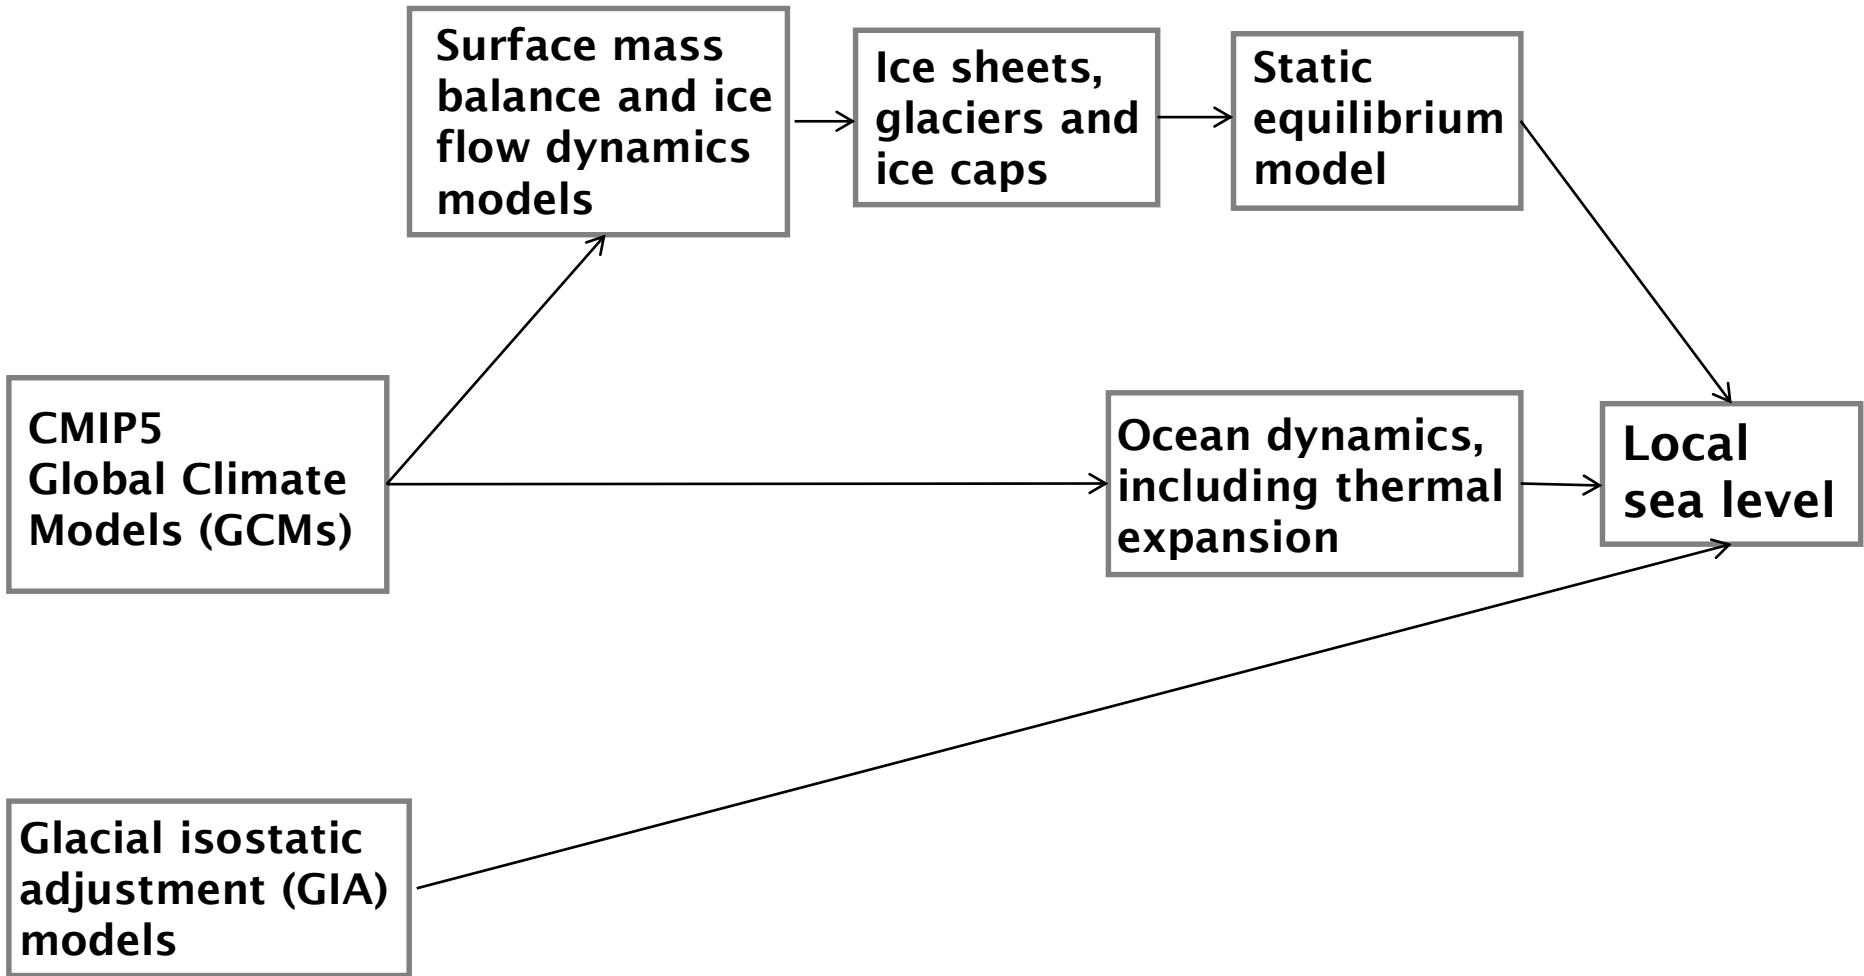 Surface mass
balance and ice
flow dynamics
models
Ice sheets,
glaciers and
ice caps
Static
equilibrium
model
CMIP5
Global Climate
Models (GCMs)
Ocean dynamics,
including thermal
expansion
Local
sea level
Glacial isostatic
adjustment (GIA)
models